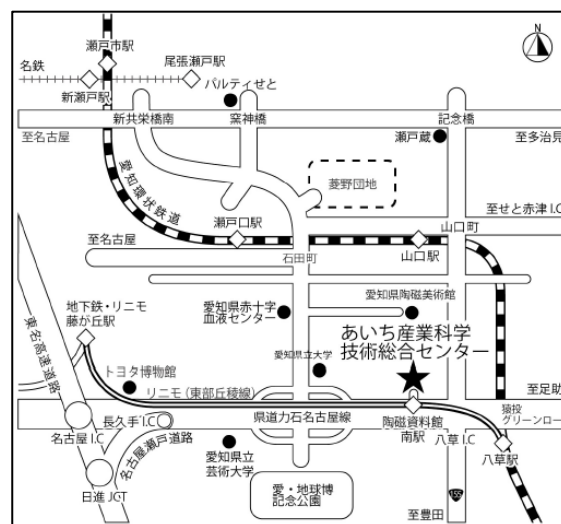 N
瀬戸市駅
尾張瀬戸駅
名鉄
新瀬戸駅
パルティせと
新共栄橋南
窯神橋
記念橋
至名古屋
瀬戸蔵
至多治見
菱野団地
愛知環状鉄道
至せと赤津I.C
瀬戸口駅
山口町
至名古屋
石田町
山口駅
地下鉄・リニモ
藤が丘駅
愛知県赤十字
血液センター
愛知県陶磁美術館
あいち産業科学
技術総合センター
東名高速道路
愛知県立大学
トヨタ博物館
リニモ(東部丘稜線)
至足助
長久手I.C
県道力石名古屋線
陶磁資料館
南駅
猿投
グリーンロード
名古屋I.C
八草I.C
名古屋瀬戸道路
愛知県立
芸術大学
八草駅
日進JCT
愛・地球博
記念公園
155
至豊田